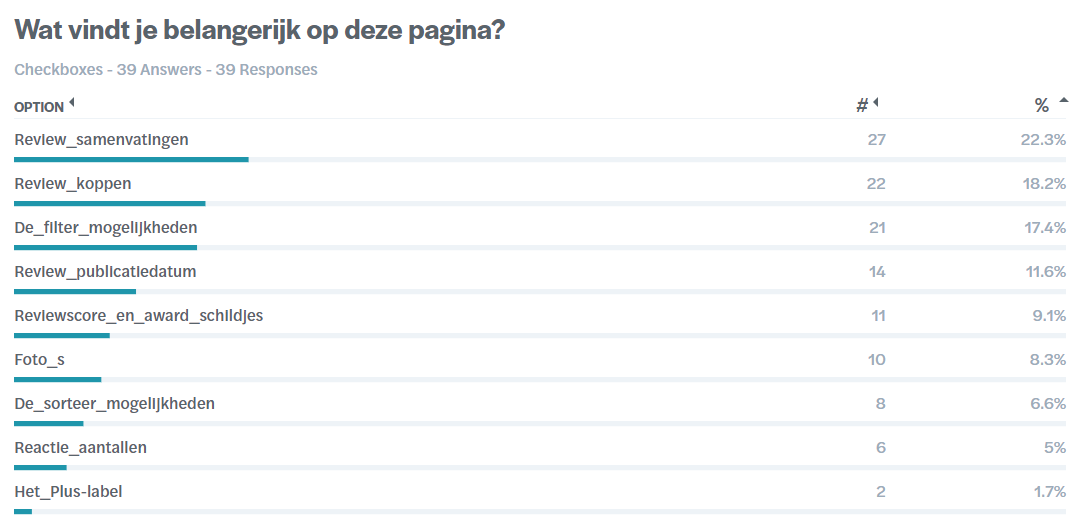 Wat vindt je belangerijk op deze pagina?
Checkboxes - 39 Answers - 39 Responses
OPTION # %
Review_samenvatingen 27 22.3%
Review_koppen 22 18.2%
De_filter_mogelijkheden 21 17.4%
Review_publicatiedatum 14 11.6%
Reviewscore_en_award_schildjes 11 9.1%
Foto_s 10 8.3%
De_sorteer_mogelijkheden 8 6.6%
Reactie_aantallen 6 5%
Het_Plus-label 2 1.7%